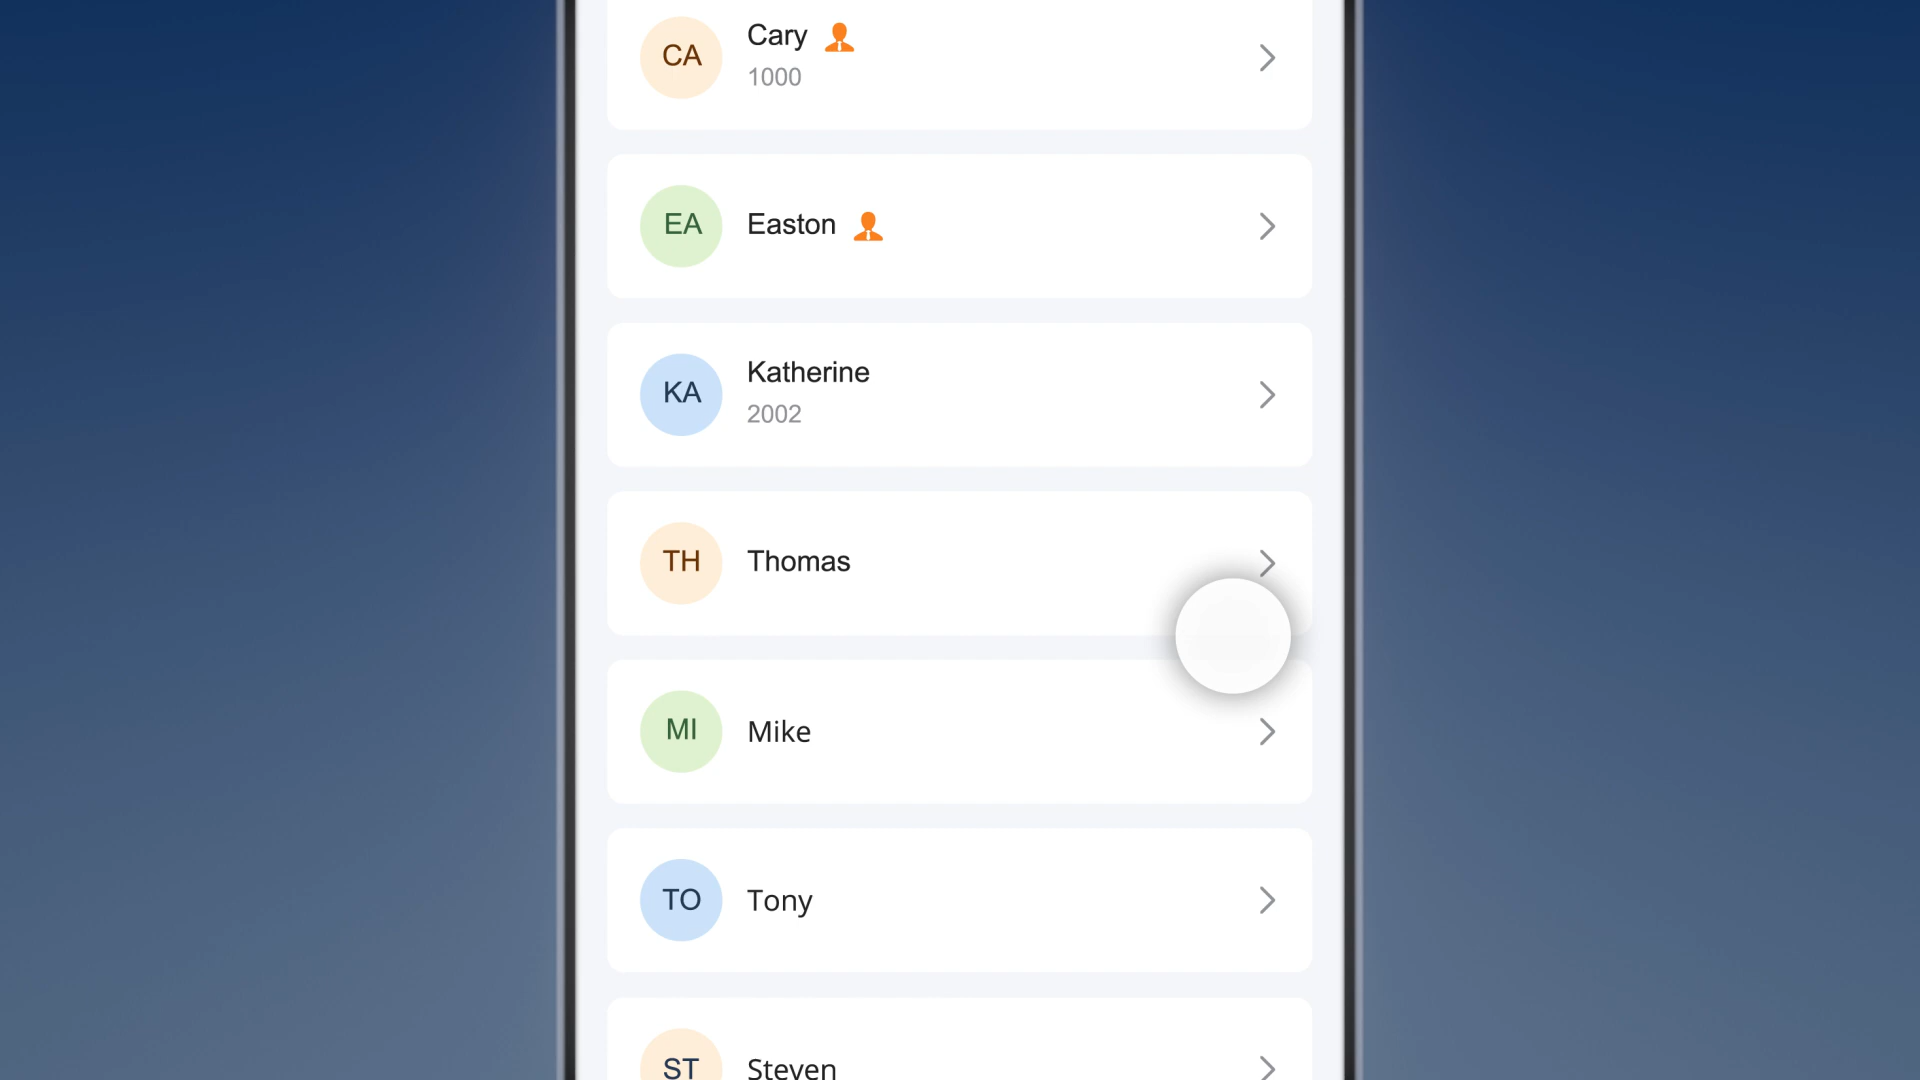 CA
Cary
1000
EA
Easton
KA
Katherine
2002
TH
Thomas
MI
Mike
TO
Tony
ST
Steven